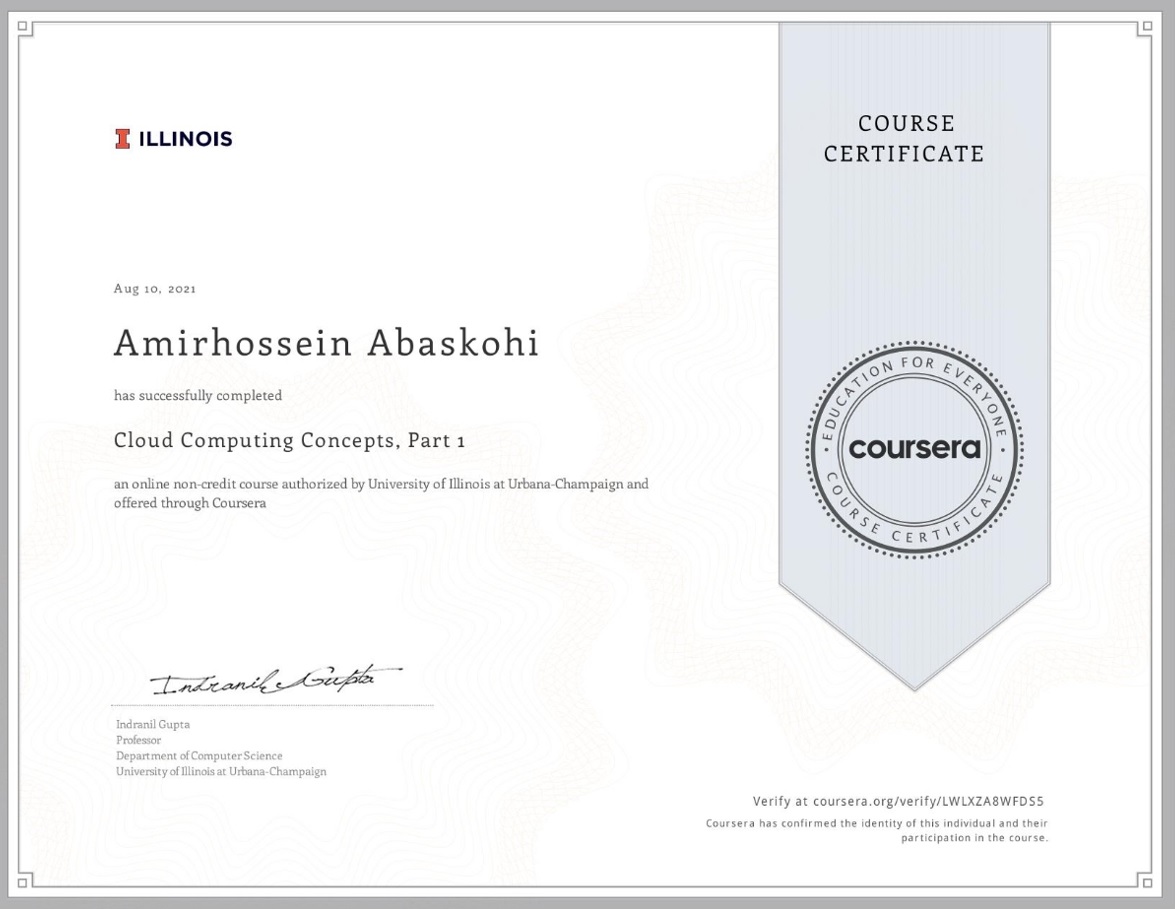 ILLINOIS
COURSE
CERTIFICATE
Aug 10, 2021
Amirhossein Abaskohi
has successfully completed
Cloud Computing Concepts, Part 1
an online non-credit course authorized by University of Illinois at Urbana-Champaign and
offered through Coursera
EDUCATION FOR EVERYONE
coursera
COURSE CERTIFICATE
Indranil Gupta
Indranil Gupta
Professor
Department of Computer Science
University of Illinois at Urbana-Champaign
Verify at coursera.org/verify/LWLXZA8WFDS5
Coursera has confirmed the identity of this individual and their
participation in the course.